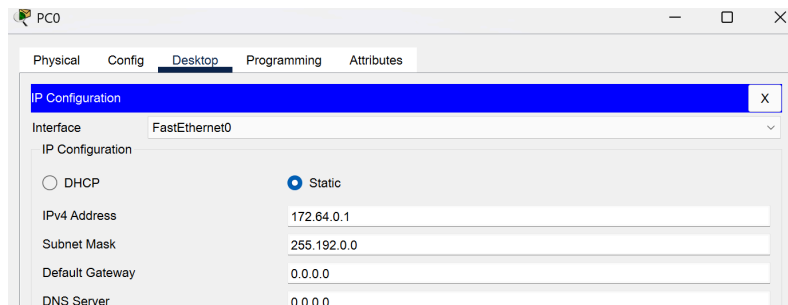 PC0
Physical Config Desktop Programming Attributes
IP Configuration X
Interface FastEthernet0
IP Configuration
DHCP Static
IPv4 Address 172.64.0.1
Subnet Mask 255.192.0.0
Default Gateway 0.0.0.0
DNS Server 0.0.0.0